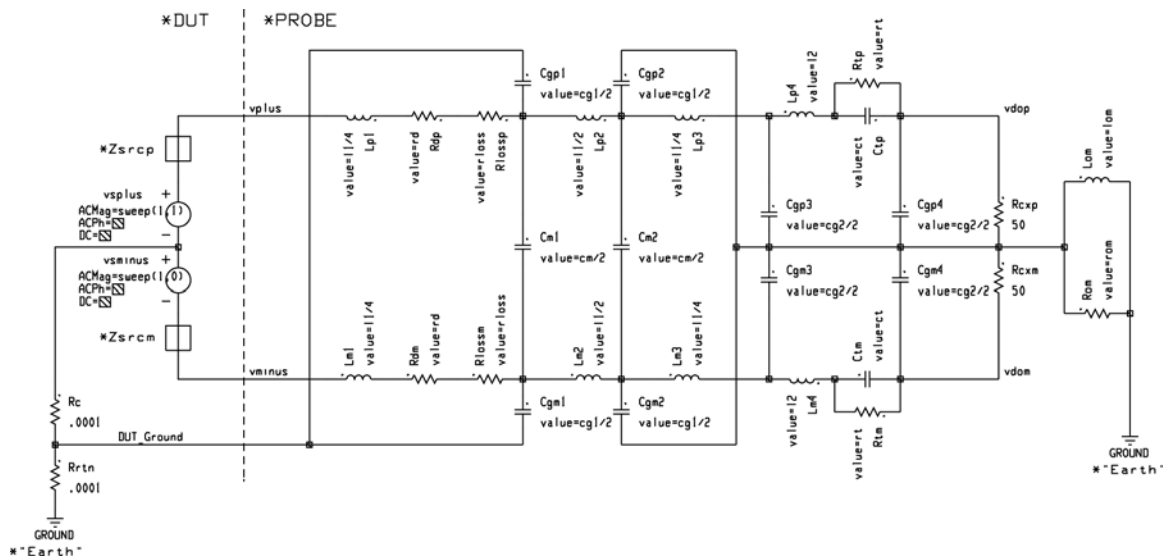 *DUT
*PROBE
vplus
*Zsrcp
vsplus
+
ACMag=sweep(1,1)
ACPh=
DC=
-
vsminus
+
ACMag=sweep(1,0)
ACPh=
DC=
-
*Zsrcm
vminus
Rc
.0001
DUT_Ground
Rrtn
.0001
GROUND
*"Earth"
value=l1/4
Lp1
value=rd
Rdp
value=rloss
Rlossp
Cgp1
value=cg1/2
value=l1/2
Lp2
Cgp2
value=cg1/2
value=l1/4
Lp3
Cm1
value=cm/2
Cm2
value=cm/2
Lm1
value=l1/4
Rdm
value=rd
Rlossm
value=rloss
Lm2
value=l1/2
Lm3
value=l1/4
Cgm1
value=cg1/2
Cgm2
value=cg1/2
Lp4
value=l2
Rtp
value=rt
value=ct
Ctp
vdop
Cgp3
value=cg2/2
Cgp4
value=cg2/2
Rcxp
50
Cgm3
value=cg2/2
Cgm4
value=cg2/2
Rcxm
50
value=l2
Lm4
Ctm
value=ct
value=rt
Rtm
vdom
Lom
value=lom
Rom
value=rom
GROUND
*"Earth"